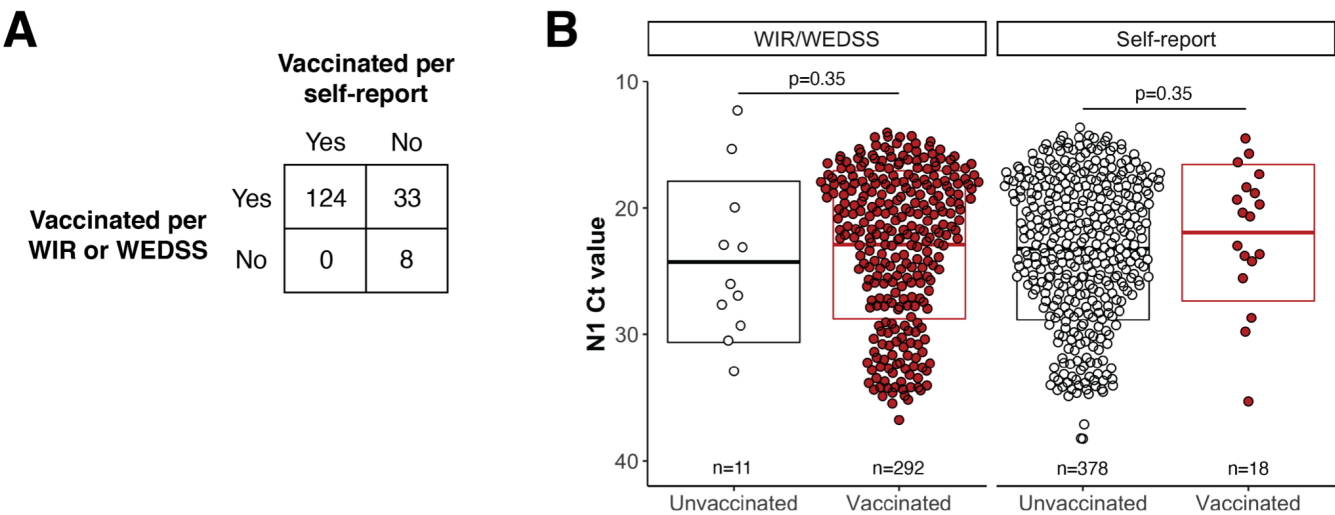 A
Vaccinated per
self-report
Yes No
Vaccinated per
WIR or WEDSS
Yes 124 33
No 0 8
B
WIR/WEDSS Self-report
p=0.35 p=0.35
N1 Ct value
10
20
30
40
n=11 n=292 n=378 n=18
Unvaccinated Vaccinated Unvaccinated Vaccinated